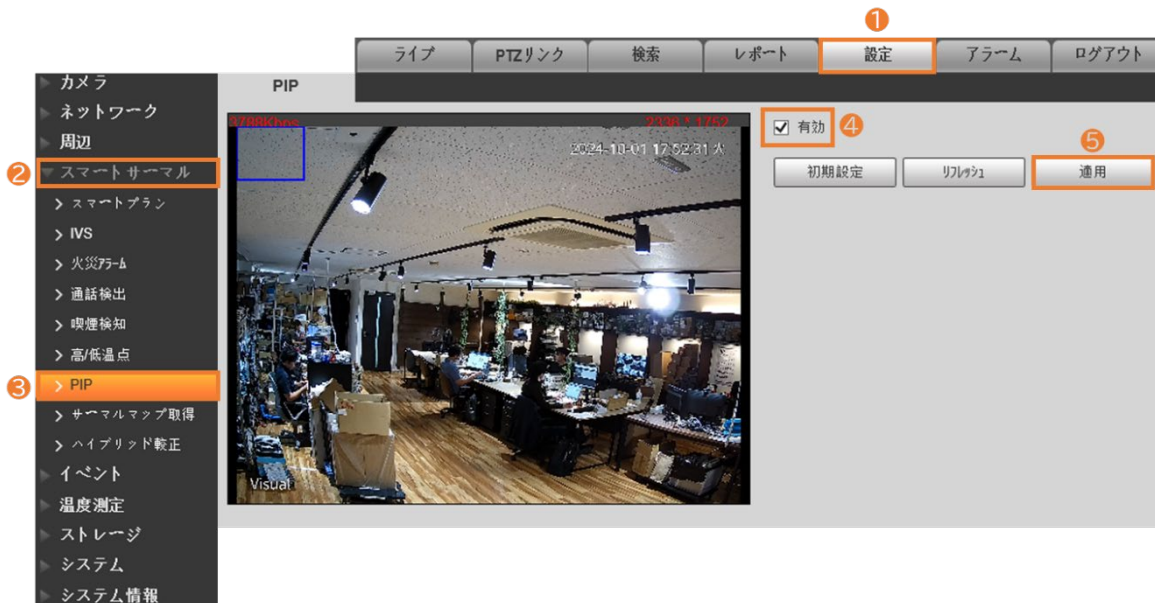 1
ライブ PTZリンク 検索 レポート 設定 アラーム ログアウト
カメラ
PIP
ネットワーク
周辺
2 スマートサーマル
スマートプラン
IVS
火災ｱﾗｰﾑ
通話検出
喫煙検知
高/低温点
3 PIP
サーマルマップ取得
ハイブリッド較正
イベント
温度測定
ストレージ
システム
システム情報
2024-10-01 17:52:31 火
Visual
有効 4
5
初期設定 ﾘﾌﾚｯｼｭ 適用